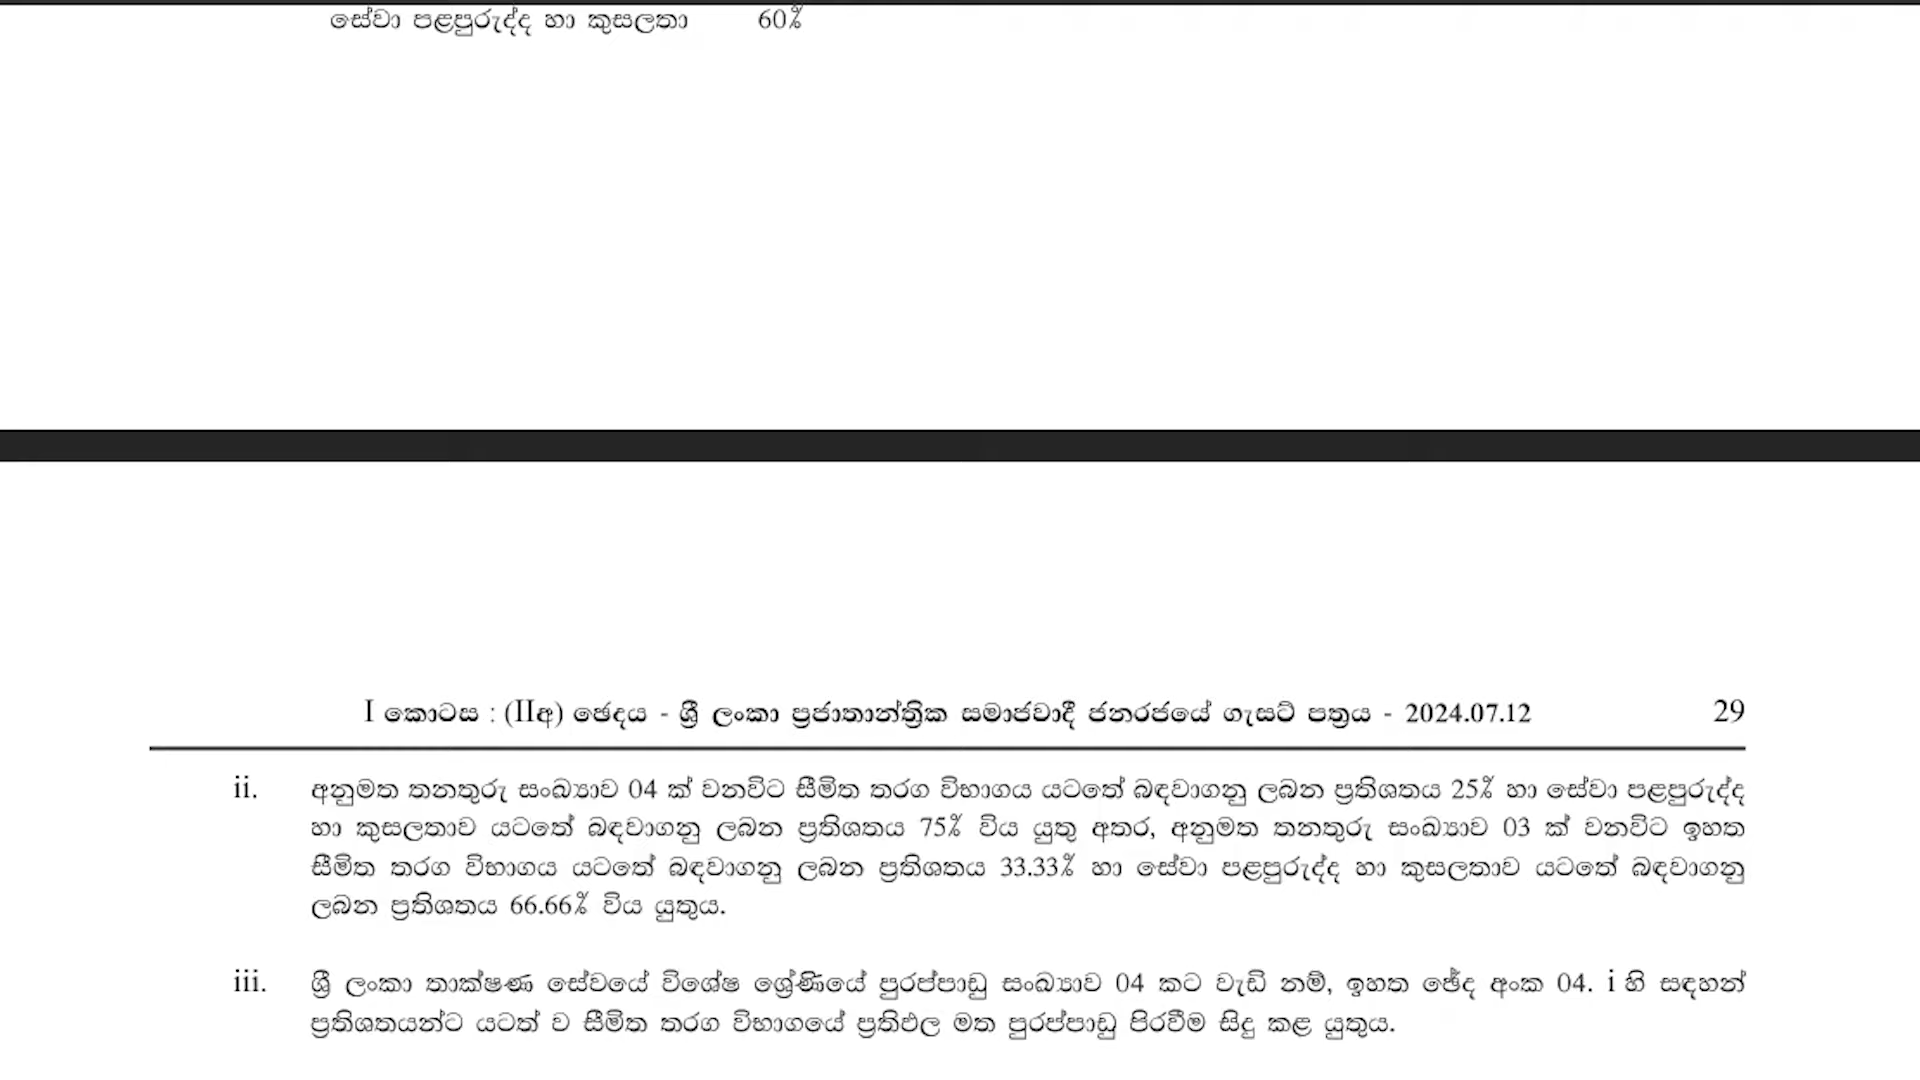 සේවා පළපුරුද්ද හා කුසලතා 60%
I කොටස : (IIඅ) ඡෙදය - ශ්‍රී ලංකා ප්‍රජාතාන්ත්‍රික සමාජවාදී ජනරජයේ ගැසට් පත්‍රය - 2024.07.12 29
ii. අනුමත තනතුරු සංඛ්‍යාව 04 ක් වනවිට සීමිත තරග විභාගය යටතේ බඳවාගනු ලබන ප්‍රතිශතය 25% හා සේවා පළපුරුද්ද
හා කුසලතාව යටතේ බඳවාගනු ලබන ප්‍රතිශතය 75% විය යුතු අතර, අනුමත තනතුරු සංඛ්‍යාව 03 ක් වනවිට ඉහත
සීමිත තරග විභාගය යටතේ බඳවාගනු ලබන ප්‍රතිශතය 33.33% හා සේවා පළපුරුද්ද හා කුසලතාව යටතේ බඳවාගනු
ලබන ප්‍රතිශතය 66.66% විය යුතුය.
iii. ශ්‍රී ලංකා තාක්ෂණ සේවයේ විශේෂ ශ්‍රේණියේ පුරප්පාඩු සංඛ්‍යාව 04 කට වැඩි නම්, ඉහත ඡේද අංක 04. i හි සඳහන්
ප්‍රතිශතයන්ට යටත් ව සීමිත තරග විභාගයේ ප්‍රතිඵල මත පුරප්පාඩු පිරවීම සිදු කළ යුතුය.